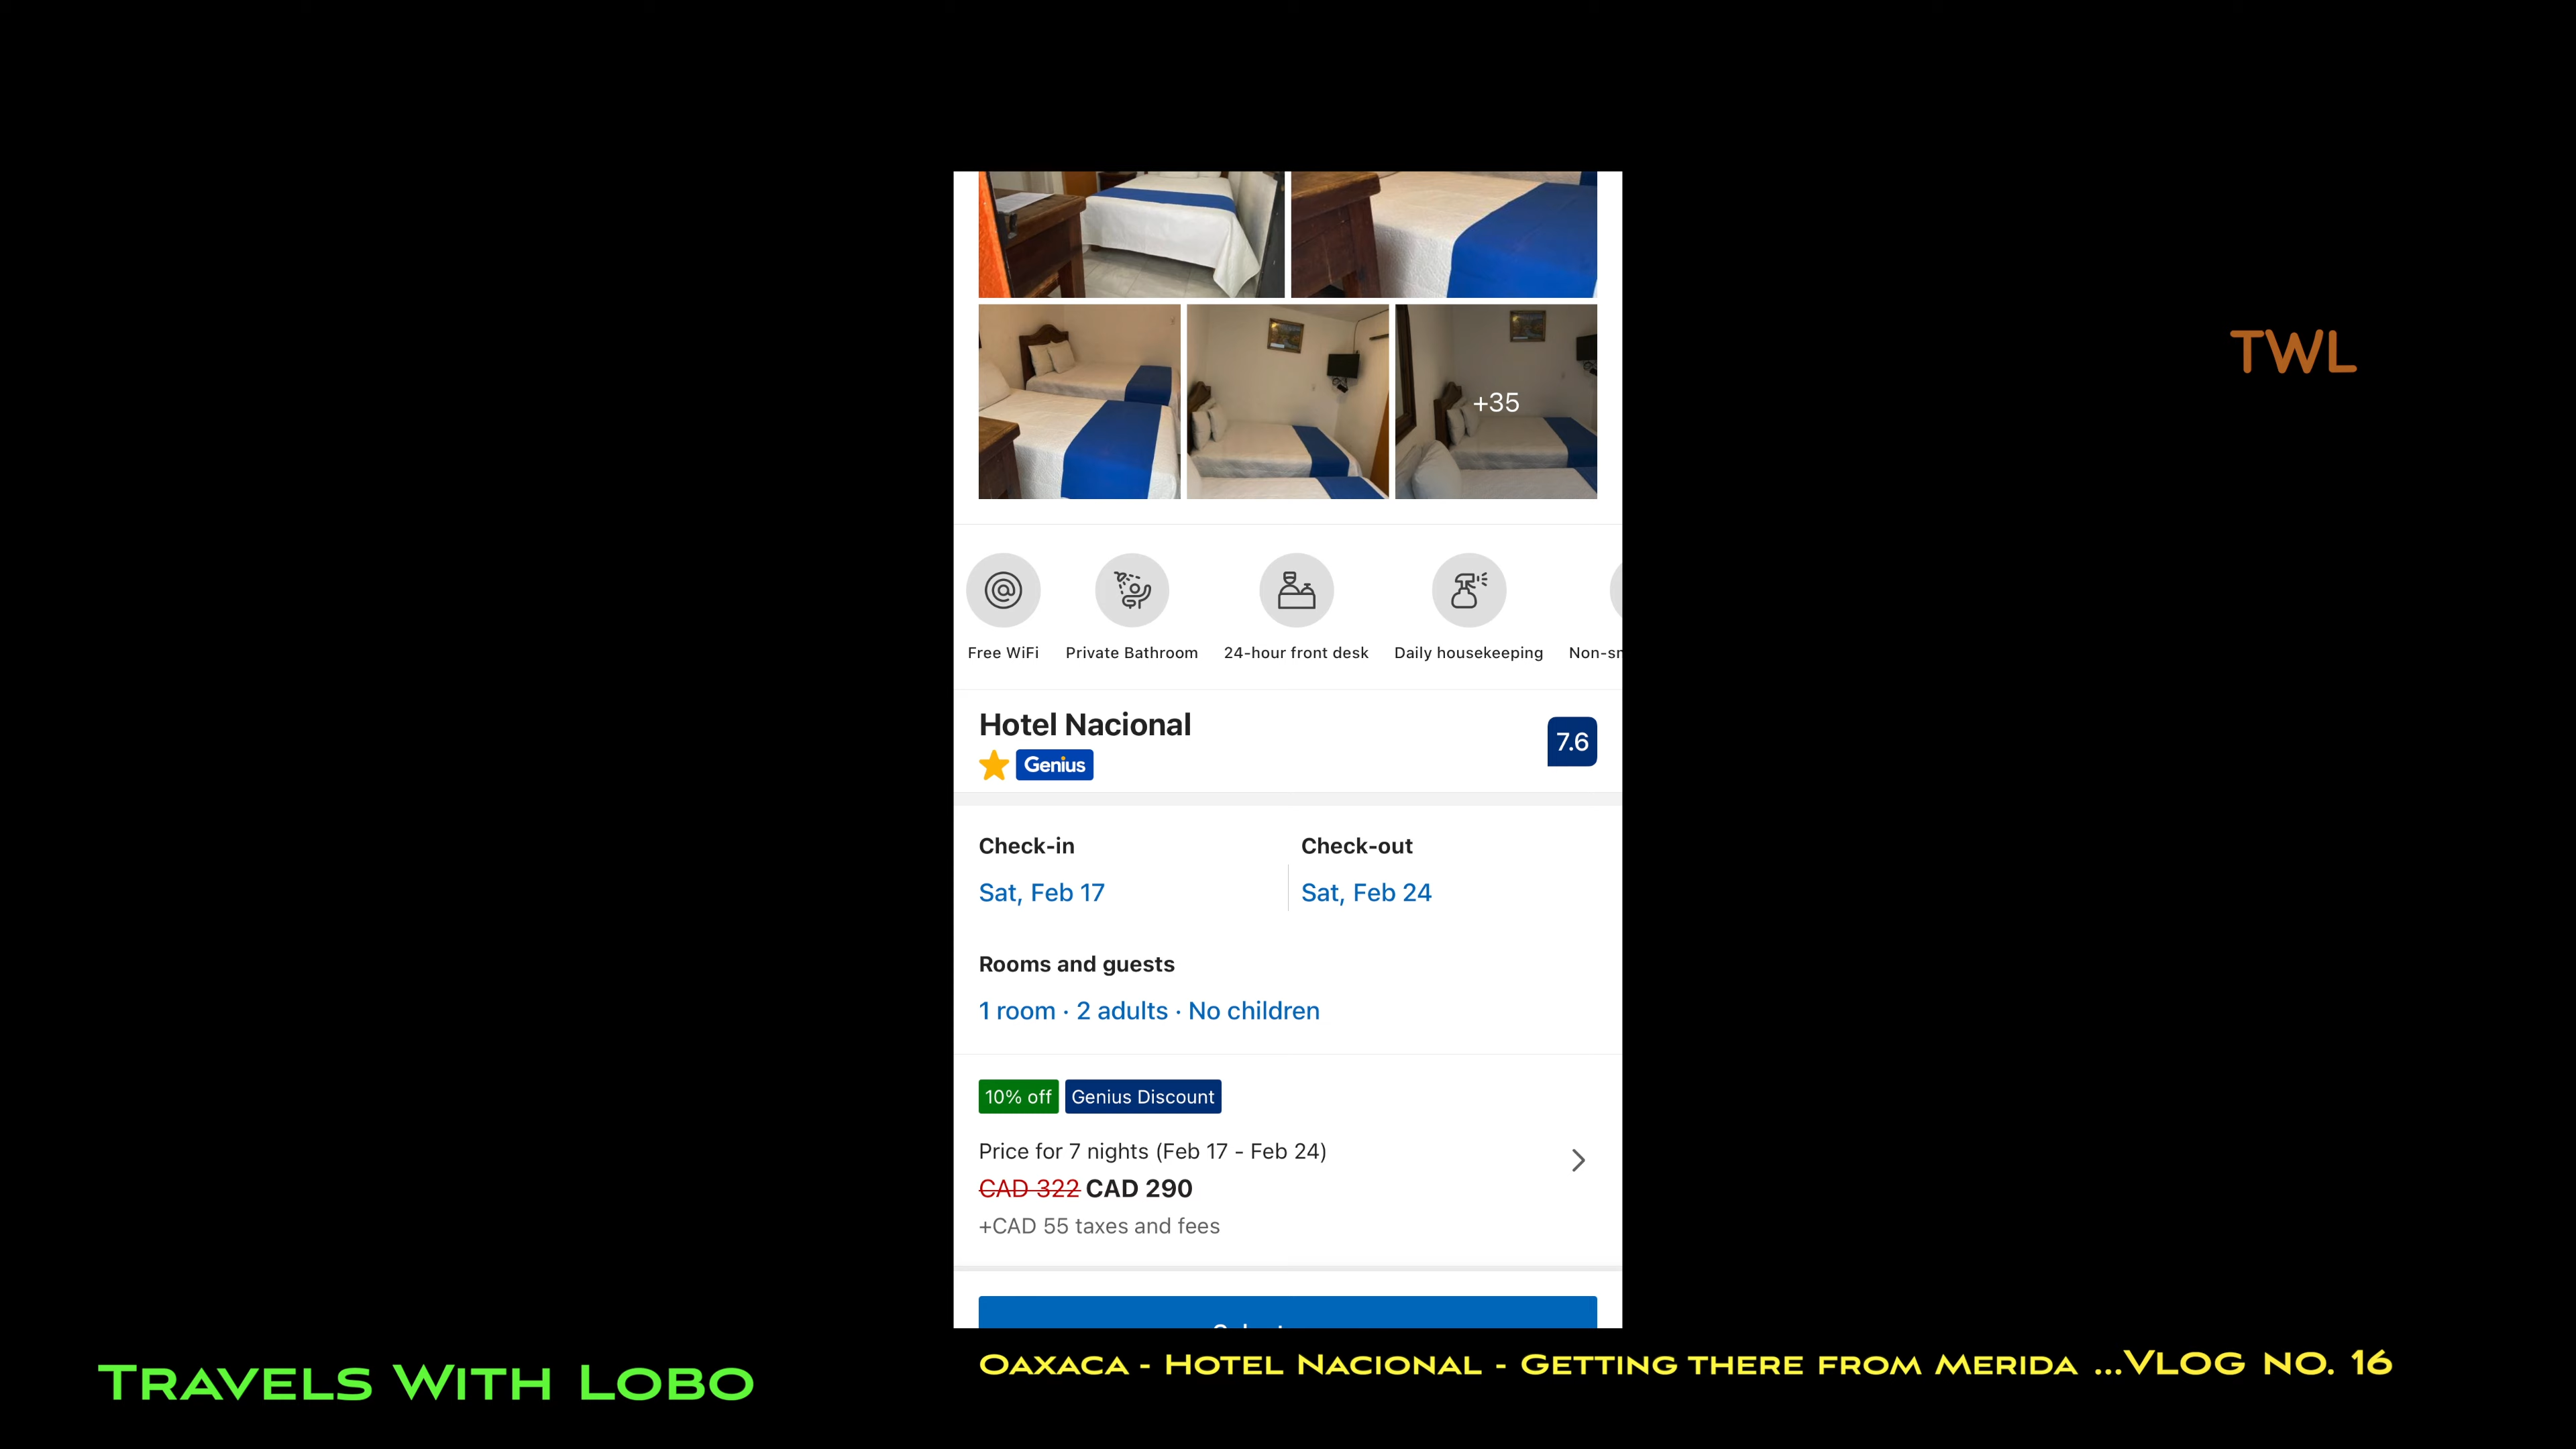 TWL
+35
Free WiFi
Private Bathroom
24-hour front desk
Daily housekeeping
Hotel Nacional
7.6
Genius
Check-in
Check-out
Sat, Feb 17
Sat, Feb 24
Rooms and guests
1 room · 2 adults · No children
10% off Genius Discount
Price for 7 nights (Feb 17 - Feb 24)
CAD 322 CAD 290
+CAD 55 taxes and fees
Travels With Lobo
Oaxaca - Hotel Nacional - Getting there from Merida ...Vlog no. 16